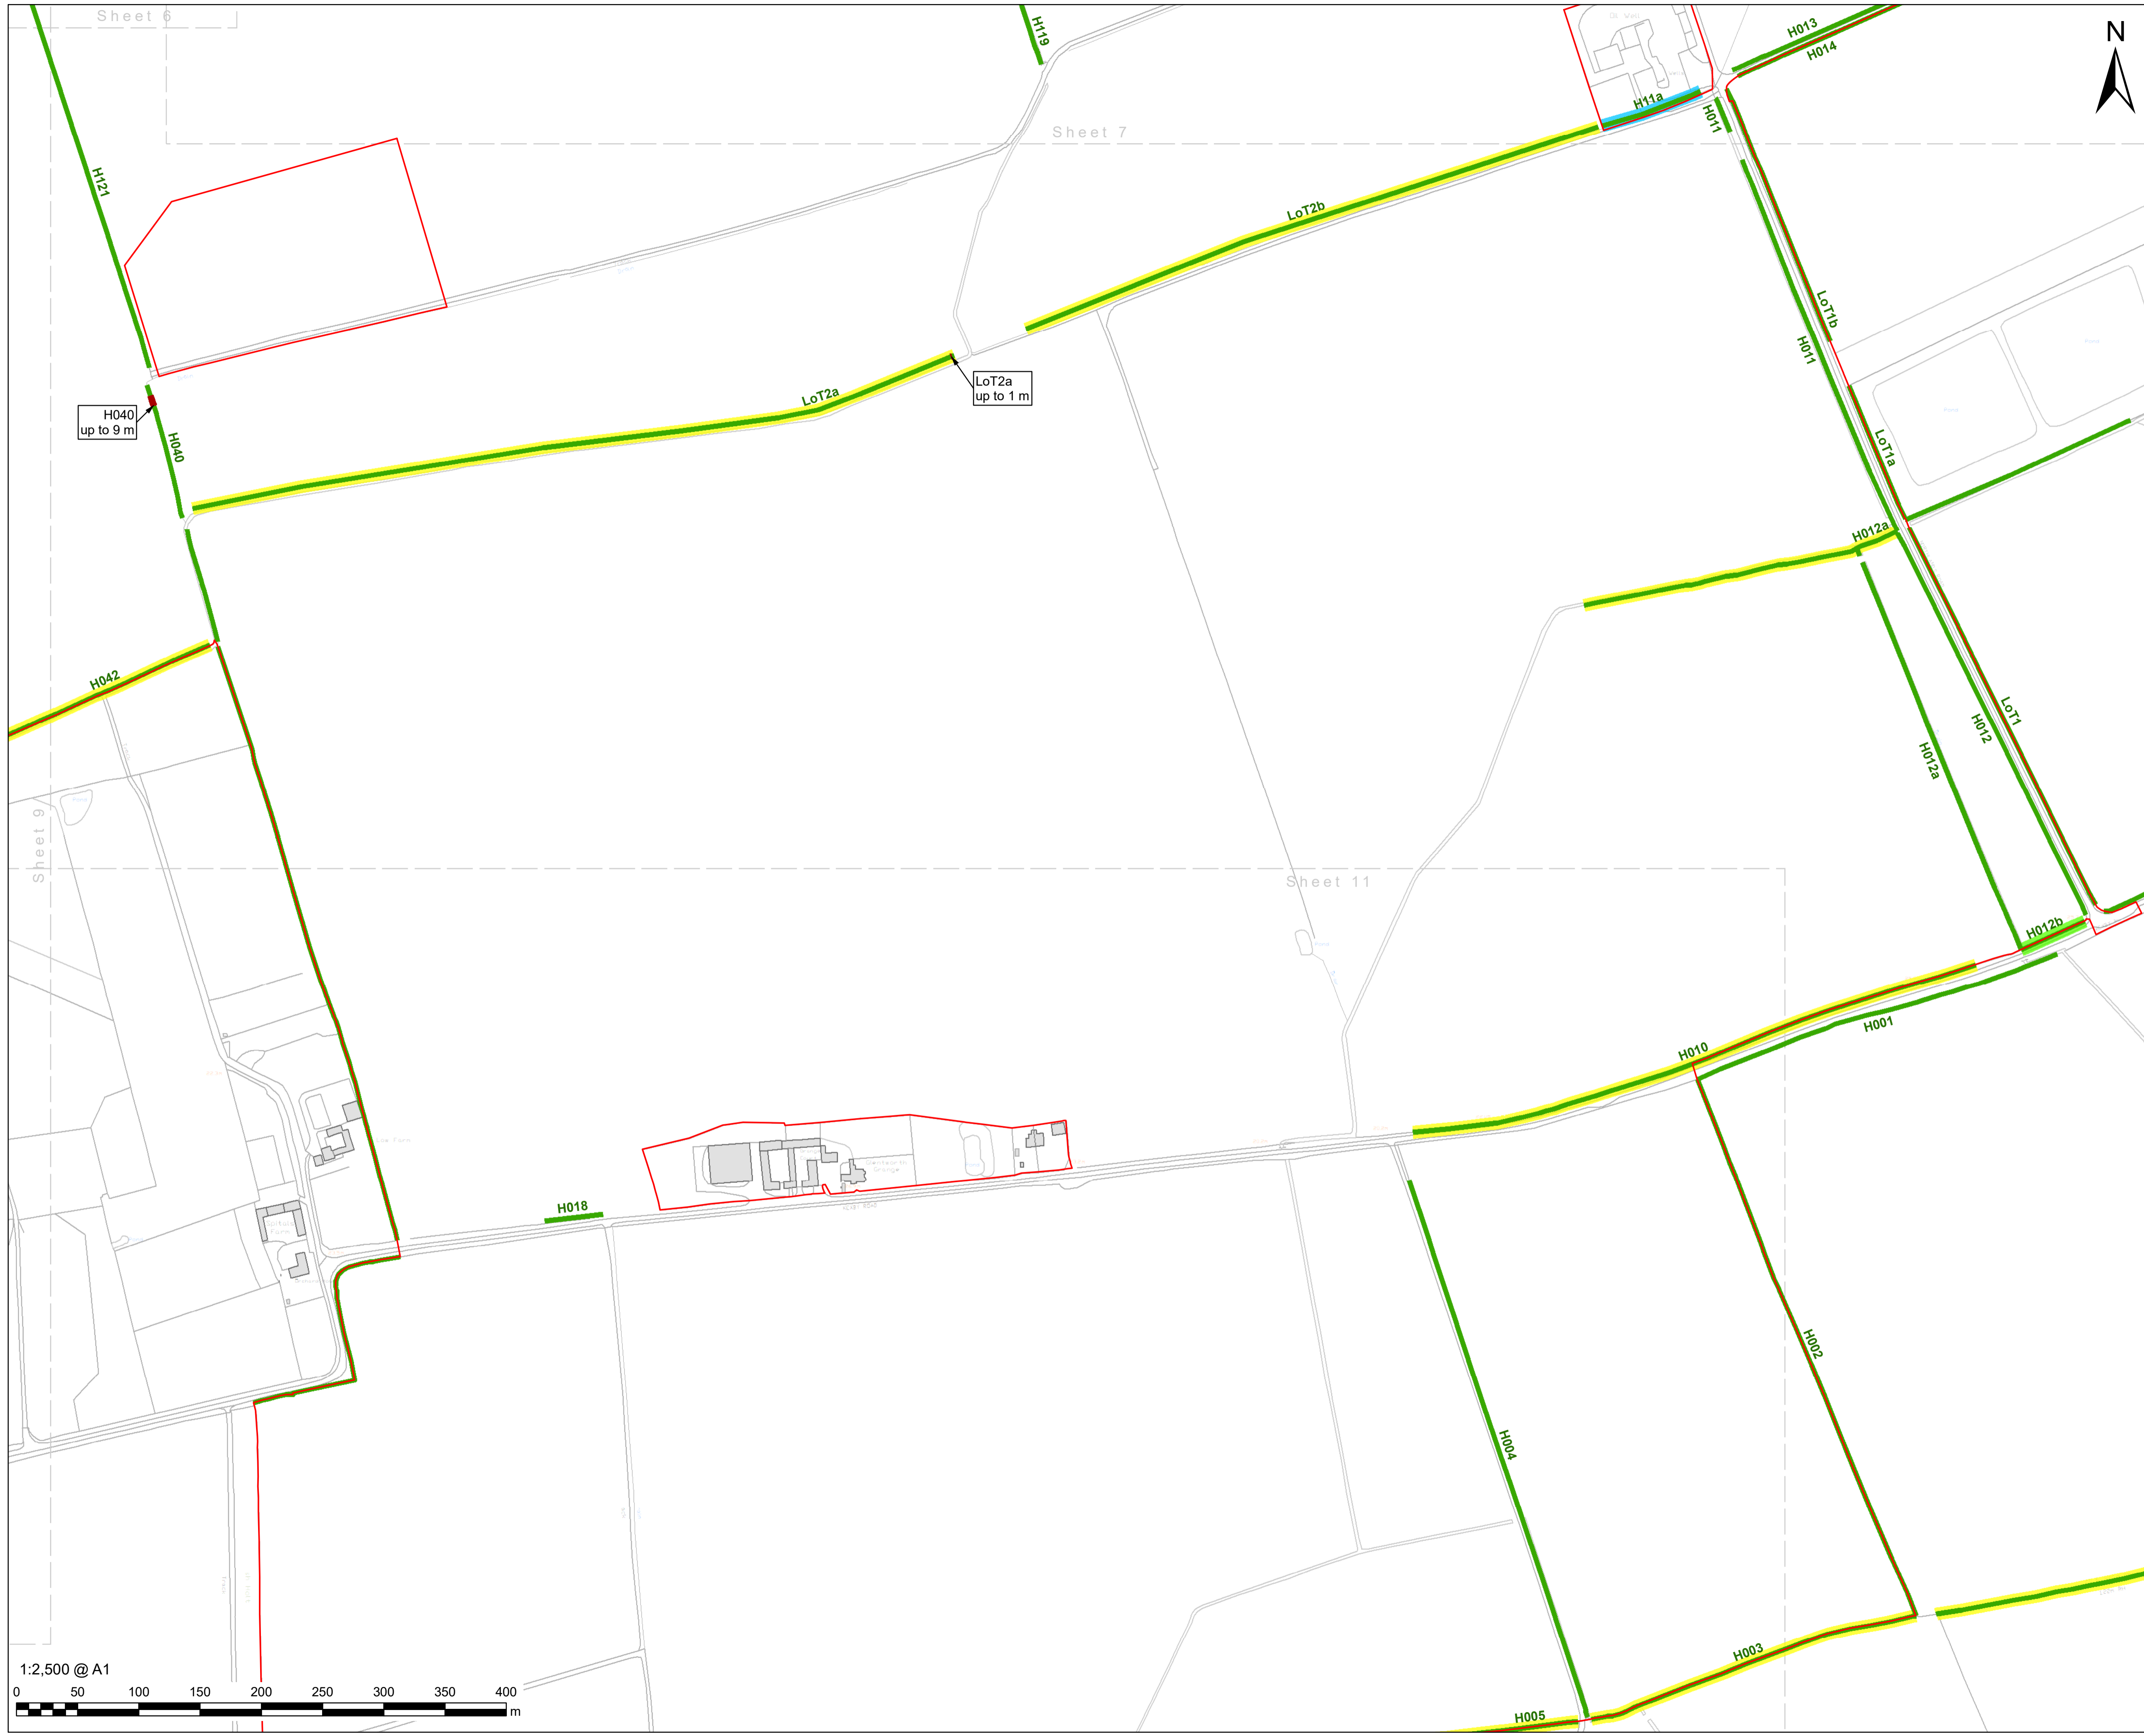 Sheet 6
H119
H013
H014
N
H11a
H011
Sheet 7
H121
LoT2b
LoT1b
H011
LoT2a
up to 1 m
LoT2a
H040
up to 9 m
H040
LoT1a
H012a
H042
LoT1
H012
H012a
Sheet 9
Sheet 11
H012b
H001
H010
H018
H002
H004
H003
H005
1:2,500 @ A1
0 50 100 150 200 250 300 350 400
m